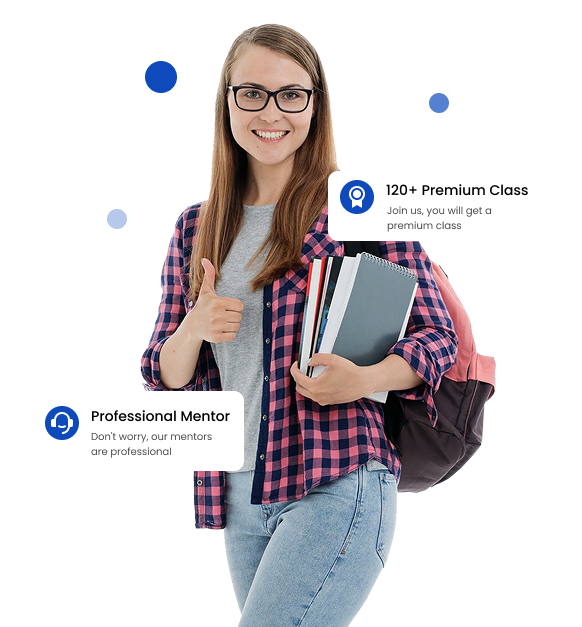 120+ Premium Class
Join us, you will get a
premium class
Professional Mentor
Don't worry, our mentors
are professional